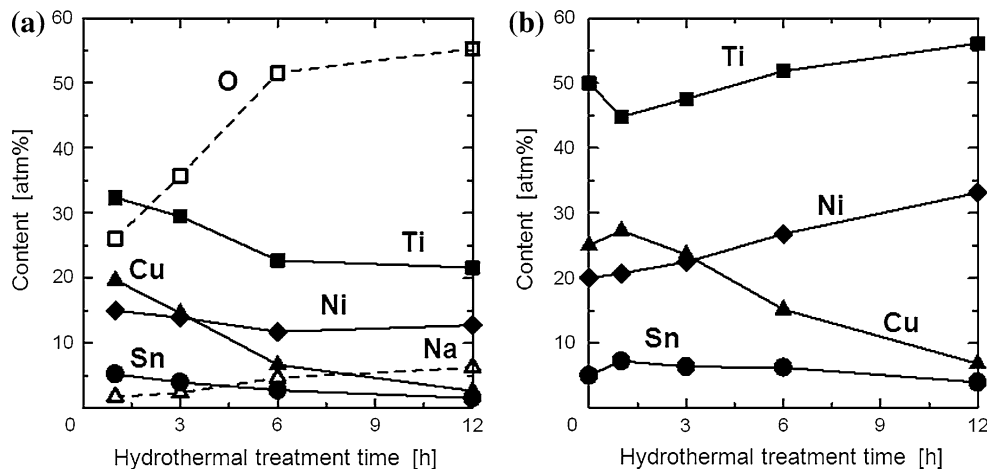 (a)
60
50
40
30
20
10
0
3
6
9
12
Content [atm%]
Hydrothermal treatment time [h]
O
Ti
Cu
Ni
Na
Sn
(b)
60
50
40
30
20
10
0
3
6
9
12
Content [atm%]
Hydrothermal treatment time [h]
Ti
Ni
Cu
Sn